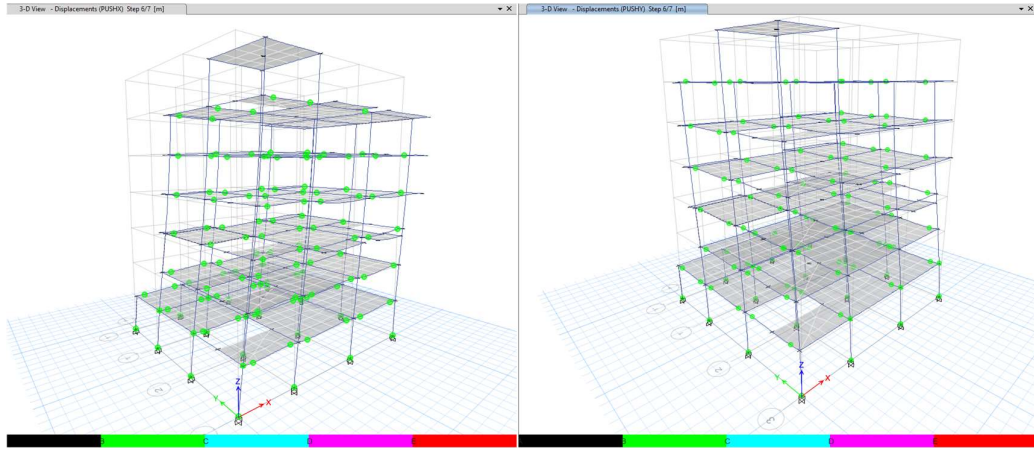 3-D View - Displacements (PUSHX) Step 6/7 [m]
3-D View - Displacements (PUSHY) Step 6/7 [m]
Z
Y
X
Z
Y
X
B
C
D
E
B
C
D